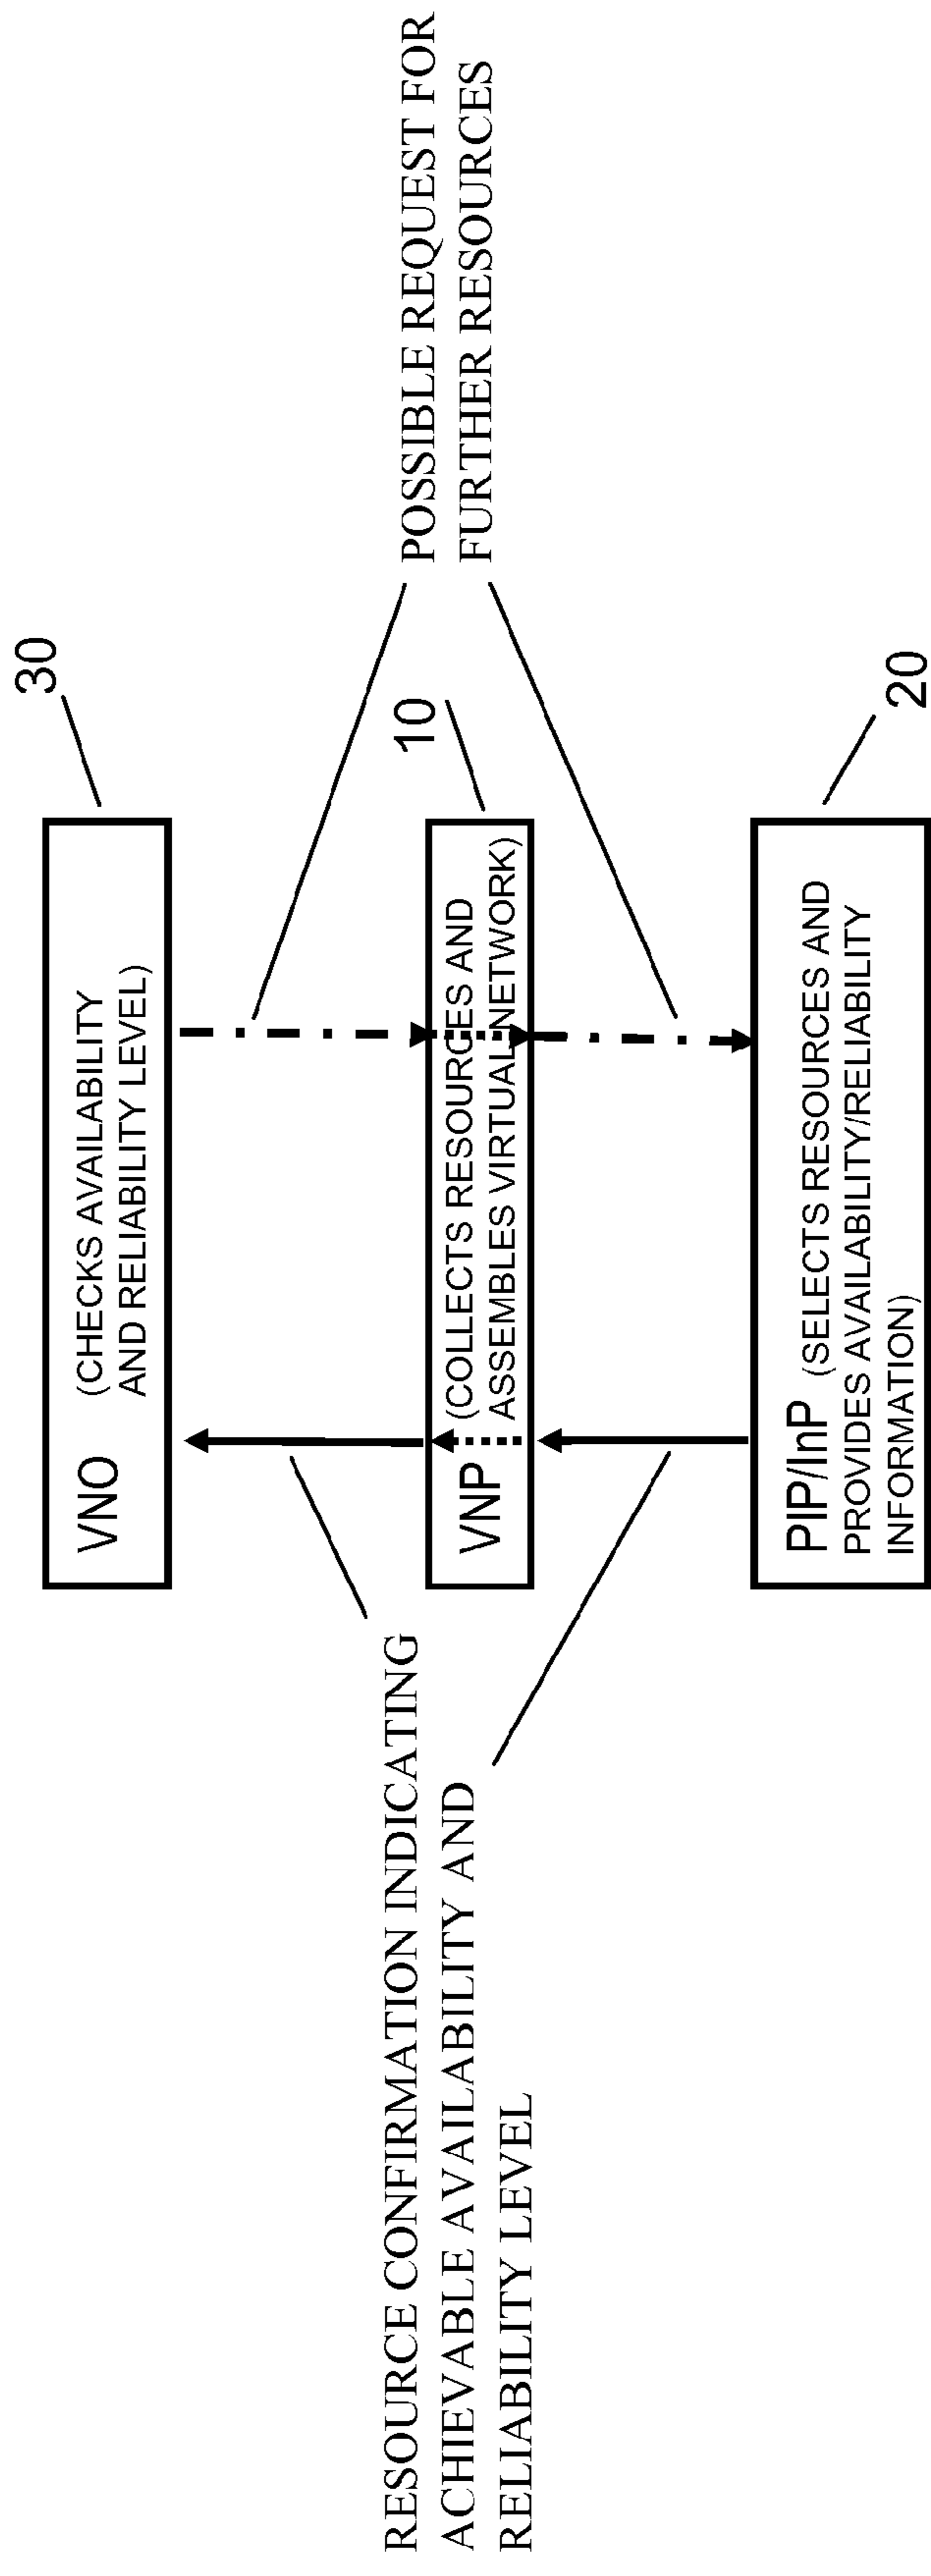 30
VNO (CHECKS AVAILABILITY
AND RELIABILITY LEVEL)
RESOURCE CONFIRMATION INDICATING
ACHIEVABLE AVAILABILITY AND
RELIABILITY LEVEL
POSSIBLE REQUEST FOR
FURTHER RESOURCES
10
VNP (COLLECTS RESOURCES AND
ASSEMBLES VIRTUAL NETWORK)
20
PIP/InP (SELECTS RESOURCES AND
PROVIDES AVAILABILITY/RELIABILITY
INFORMATION)